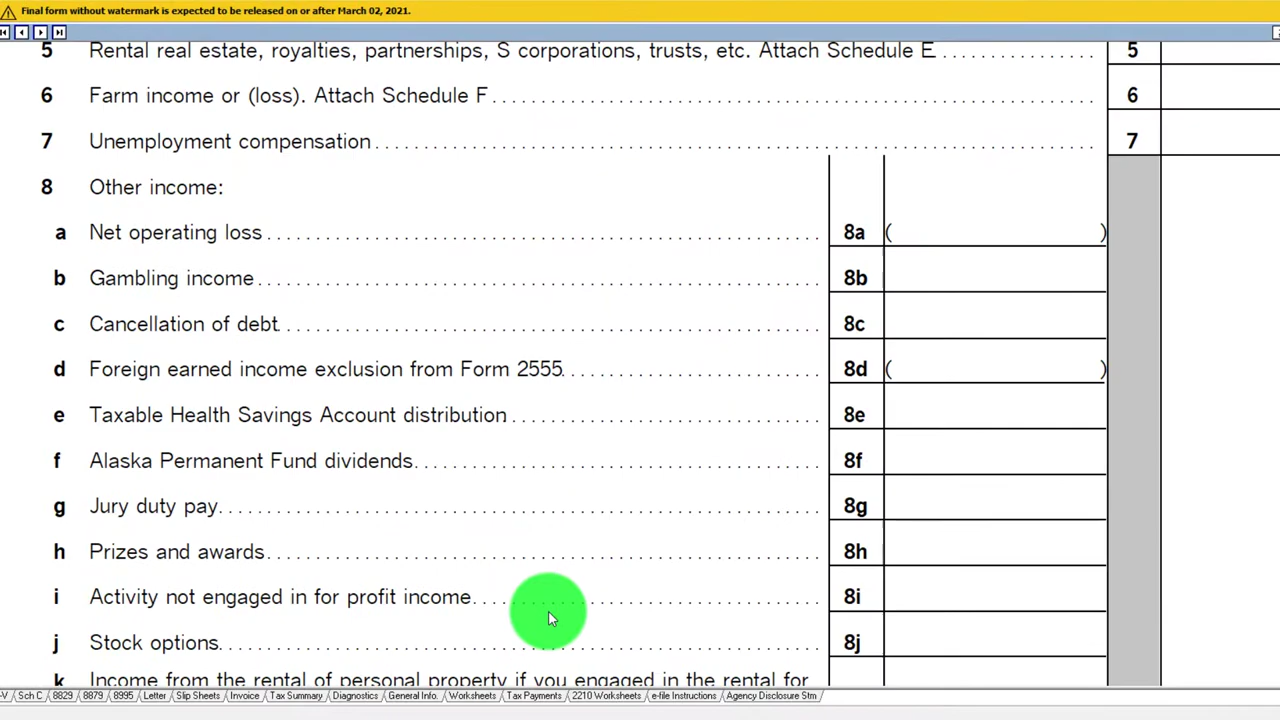 Final form without watermark is expected to be released on or after March 02, 2021.
5 Rental real estate, royalties, partnerships, S corporations, trusts, etc. Attach Schedule E 5
6 Farm income or (loss). Attach Schedule F 6
7 Unemployment compensation 7
8 Other income:
a Net operating loss 8a ( )
b Gambling income 8b
c Cancellation of debt 8c
d Foreign earned income exclusion from Form 2555 8d ( )
e Taxable Health Savings Account distribution 8e
f Alaska Permanent Fund dividends 8f
g Jury duty pay 8g
h Prizes and awards 8h
i Activity not engaged in for profit income 8i
j Stock options 8j
k Income from the rental of personal property if you engaged in the rental for
-V Sch C 8829 8879 8995 Letter Slip Sheets Invoice Tax Summary Diagnostics General Info. Worksheets Tax Payments 2210 Worksheets e-file Instructions Agency Disclosure Stm